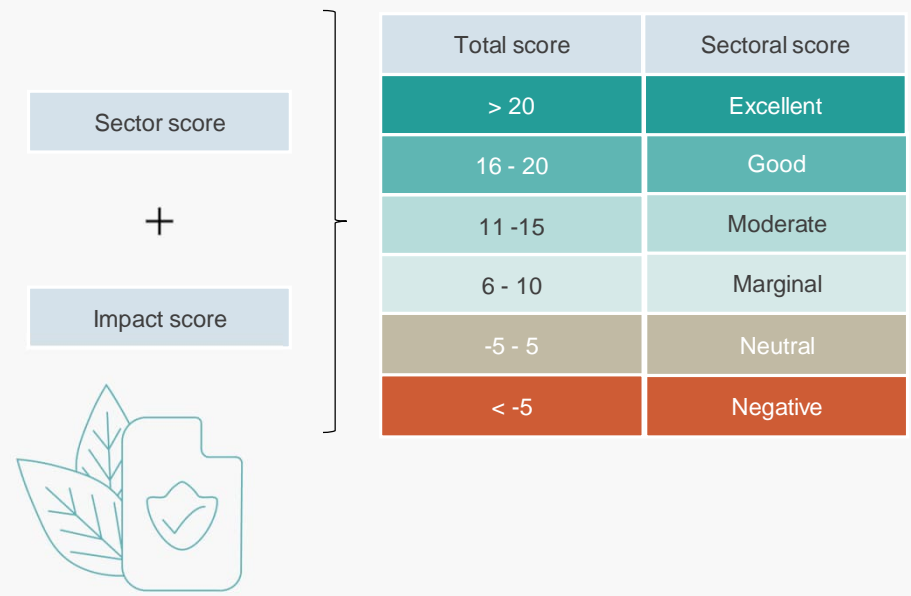 Sector score
+
Impact score
Total score Sectoral score
> 20 Excellent
16 - 20 Good
11 -15 Moderate
6 - 10 Marginal
-5 - 5 Neutral
< -5 Negative